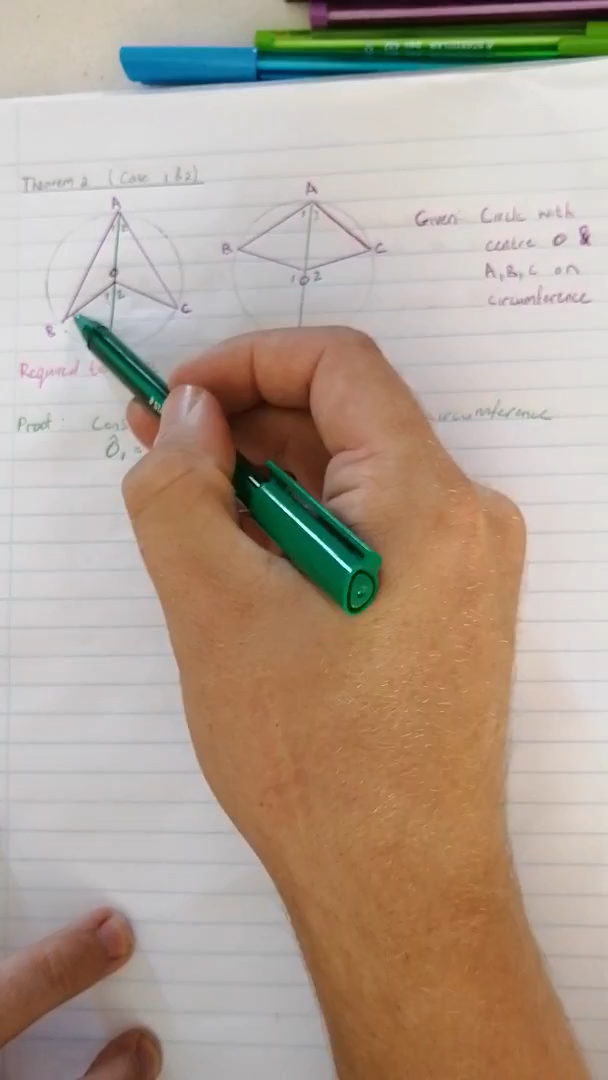 Theorem 2 (Case 1 & 2)
A
1 2
O
1 2
B
C
A
1 2
B
C
1 O 2
Given: Circle with
centre O &
A, B, C on
circumference
Required to
Proof: Cons circumference
Ô₁ =